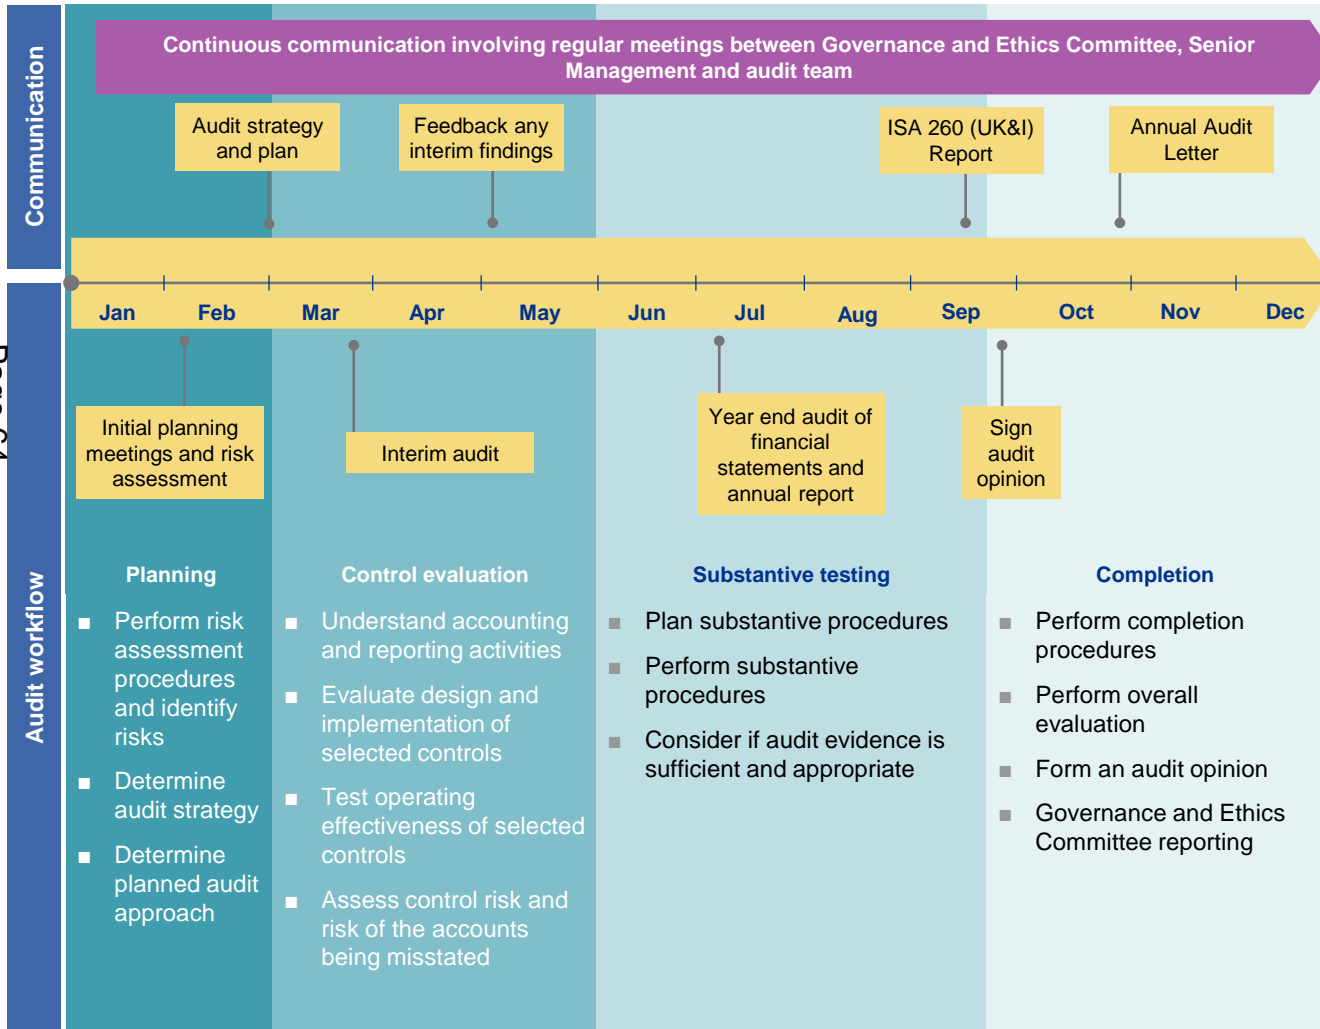 Communication
Continuous communication involving regular meetings between Governance and Ethics Committee, Senior
Management and audit team
Audit strategy
and plan
Feedback any
interim findings
ISA 260 (UK&I)
Report
Annual Audit
Letter
Jan Feb Mar Apr May Jun Jul Aug Sep Oct Nov Dec
Audit workflow
Initial planning
meetings and risk
assessment
Interim audit
Year end audit of
financial
statements and
annual report
Sign
audit
opinion
Planning
■ Perform risk
assessment
procedures
and identify
risks
■ Determine
audit strategy
■ Determine
planned audit
approach
Control evaluation
■ Understand accounting
and reporting activities
■ Evaluate design and
implementation of
selected controls
■ Test operating
effectiveness of selected
controls
■ Assess control risk and
risk of the accounts
being misstated
Substantive testing
■ Plan substantive procedures
■ Perform substantive
procedures
■ Consider if audit evidence is
sufficient and appropriate
Completion
■ Perform completion
procedures
■ Perform overall
evaluation
■ Form an audit opinion
■ Governance and Ethics
Committee reporting